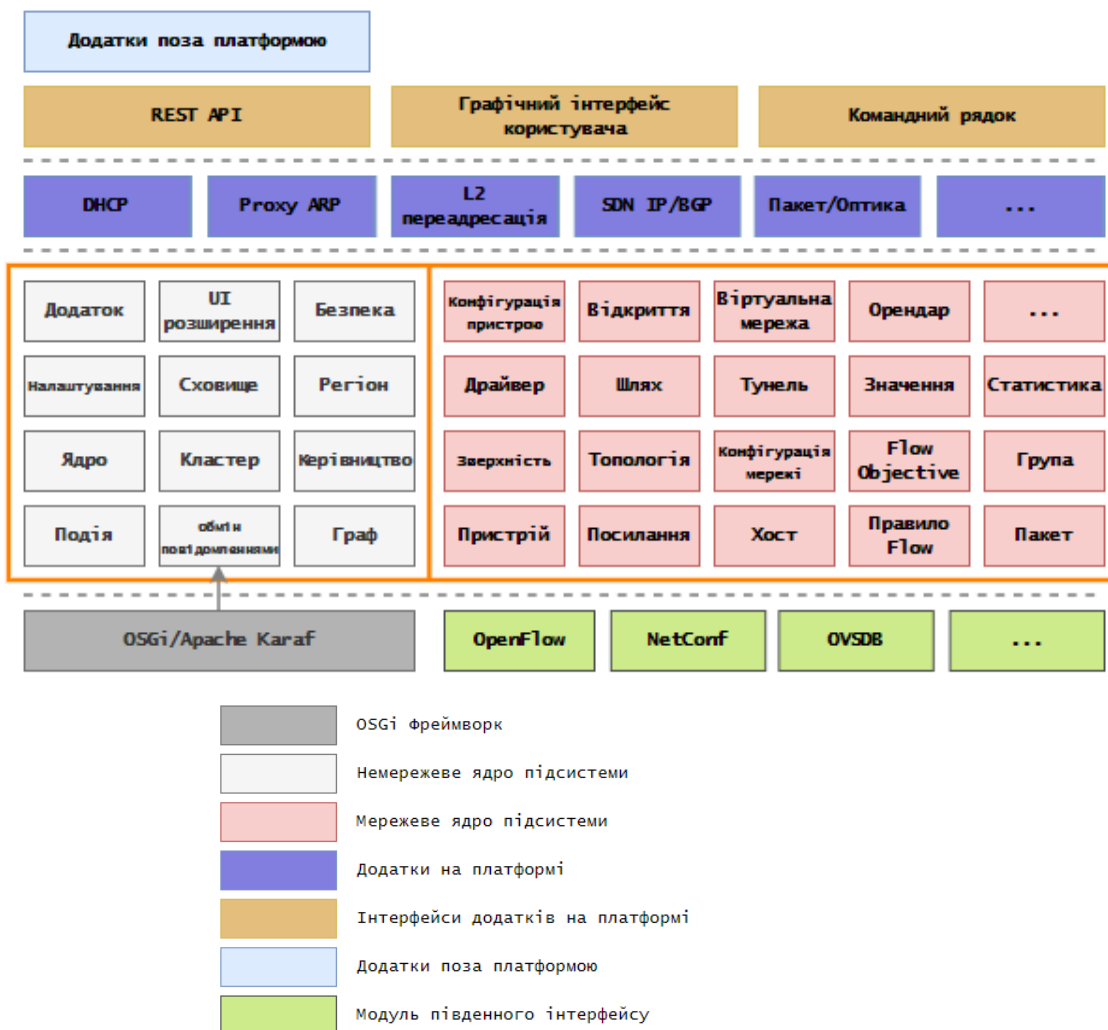 Додатки поза платформою
REST API
Графічний інтерфейс
користувача
Командний рядок
DHCP
Proxy ARP
L2
переадресація
SDN IP/BGP
Пакет/Оптика
...
Додаток
UI
розширення
Безпека
Конфігурація
пристрою
Відкриття
Віртуальна
мережа
Орендар
...
Налаштування
Сховище
Регіон
Драйвер
Шлях
Тунель
Значення
Статистика
Ядро
Кластер
Керівництво
Зверхність
Топологія
Конфігурація
мережі
Flow
Objective
Група
Подія
обмін
повідомленнями
Граф
Пристрій
Посилання
Хост
Правило
Flow
Пакет
OSGi/Apache Karaf
OpenFlow
NetConf
OVSDB
...
OSGi Фреймворк
Немережеве ядро підсистеми
Мережеве ядро підсистеми
Додатки на платформі
Інтерфейси додатків на платформі
Додатки поза платформою
Модуль південного інтерфейсу